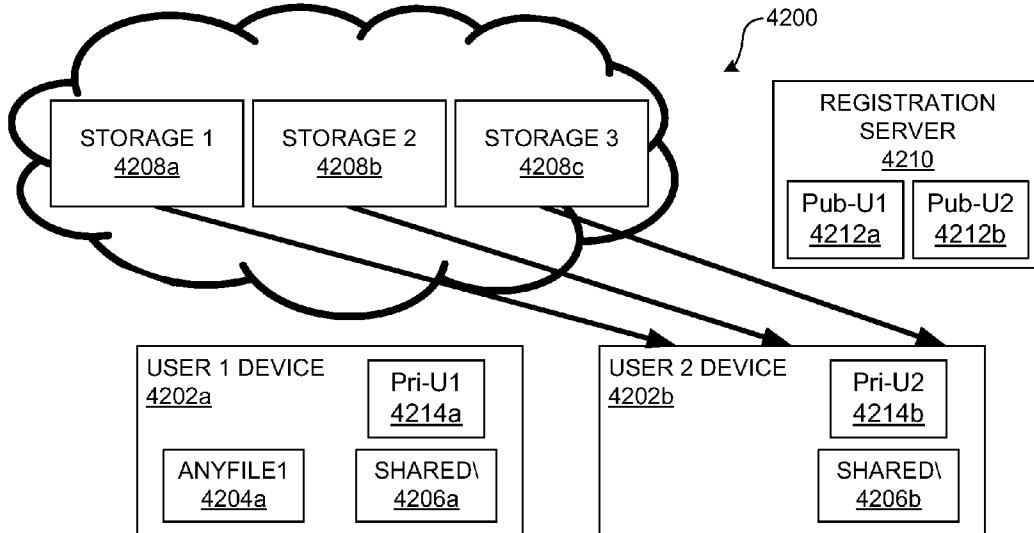 4200
STORAGE 1
4208a
STORAGE 2
4208b
STORAGE 3
4208c
REGISTRATION
SERVER
4210
Pub-U1
4212a
Pub-U2
4212b
USER 1 DEVICE
4202a
Pri-U1
4214a
ANYFILE1
4204a
SHARED\
4206a
USER 2 DEVICE
4202b
Pri-U2
4214b
SHARED\
4206b